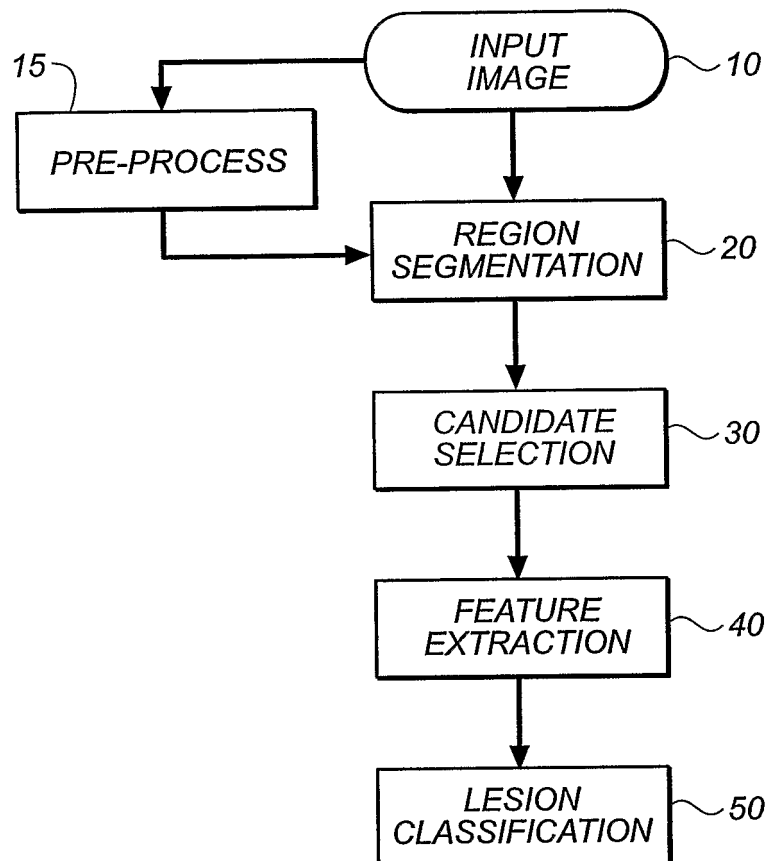 INPUT
IMAGE
10
15
PRE-PROCESS
REGION
SEGMENTATION
20
CANDIDATE
SELECTION
30
FEATURE
EXTRACTION
40
LESION
CLASSIFICATION
50